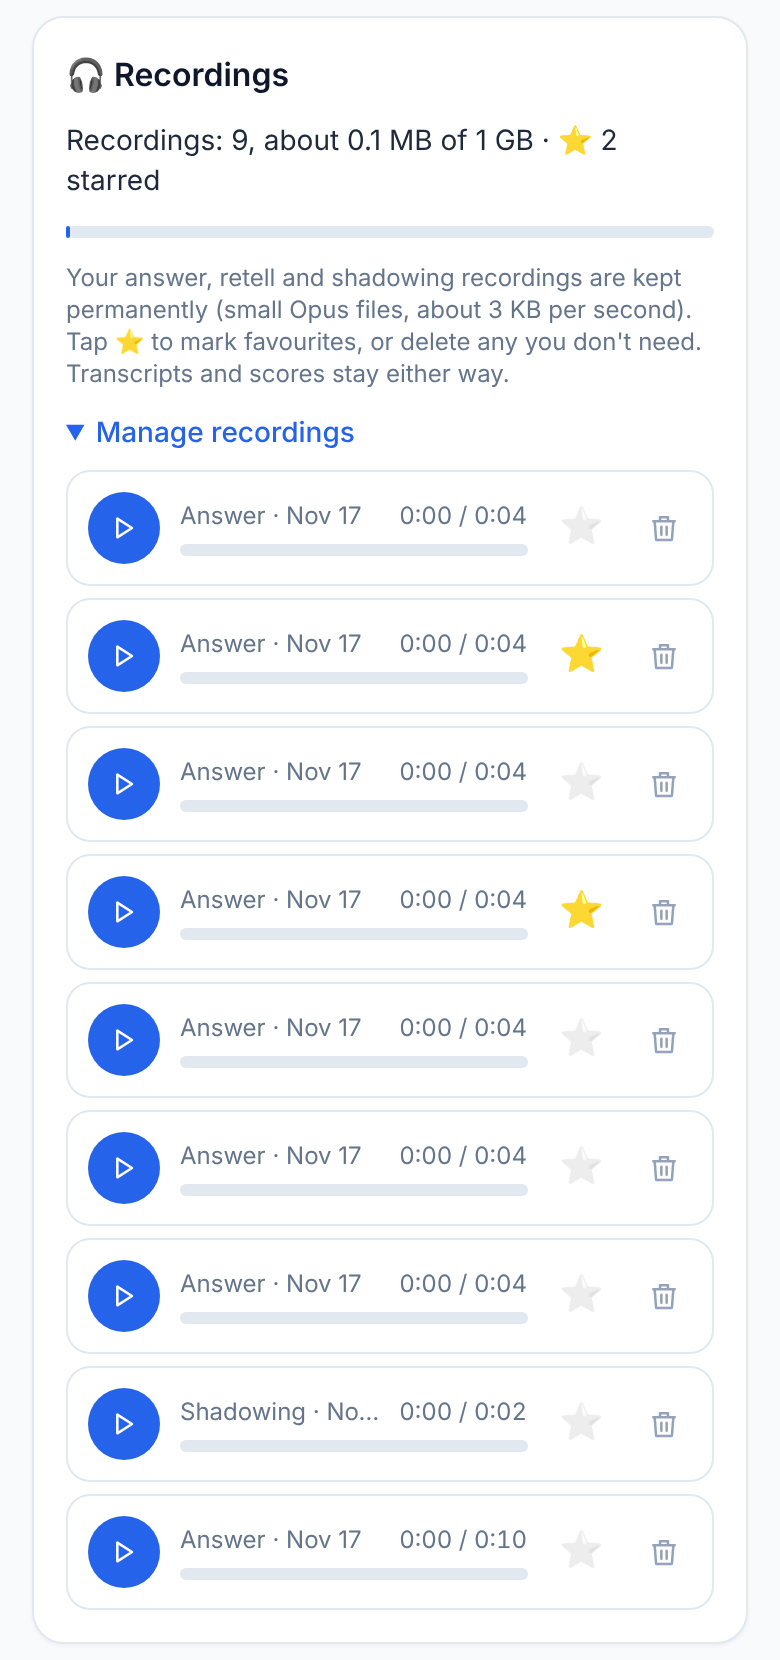 🎧 Recordings
Recordings: 9, about 0.1 MB of 1 GB · ⭐ 2
starred
Your answer, retell and shadowing recordings are kept
permanently (small Opus files, about 3 KB per second).
Tap ⭐ to mark favourites, or delete any you don't need.
Transcripts and scores stay either way.
▼ Manage recordings
Answer · Nov 17 0:00 / 0:04
Answer · Nov 17 0:00 / 0:04
Answer · Nov 17 0:00 / 0:04
Answer · Nov 17 0:00 / 0:04
Answer · Nov 17 0:00 / 0:04
Answer · Nov 17 0:00 / 0:04
Answer · Nov 17 0:00 / 0:04
Shadowing · No... 0:00 / 0:02
Answer · Nov 17 0:00 / 0:10